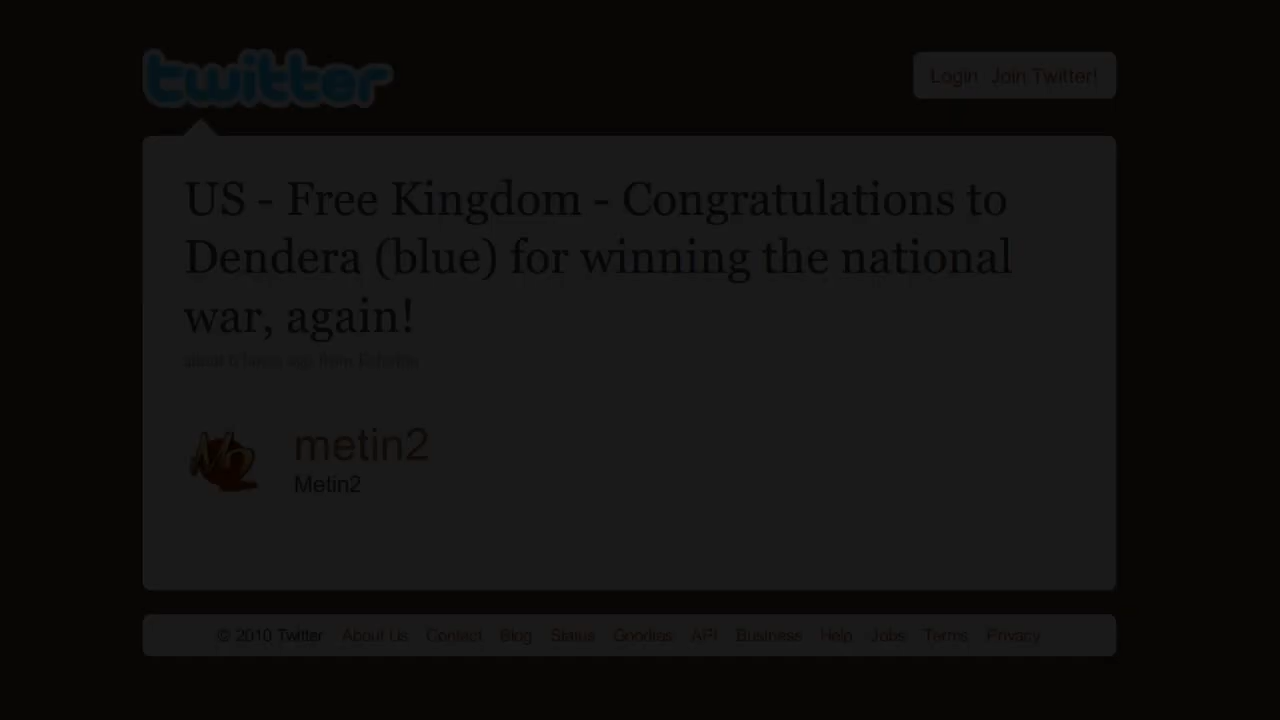 twitter
Login Join Twitter!
US - Free Kingdom - Congratulations to
Dendera (blue) for winning the national
war, again!
metin2
Metin2
© 2010 Twitter About Us Contact Blog Status Goodies API Business Help Jobs Terms Privacy